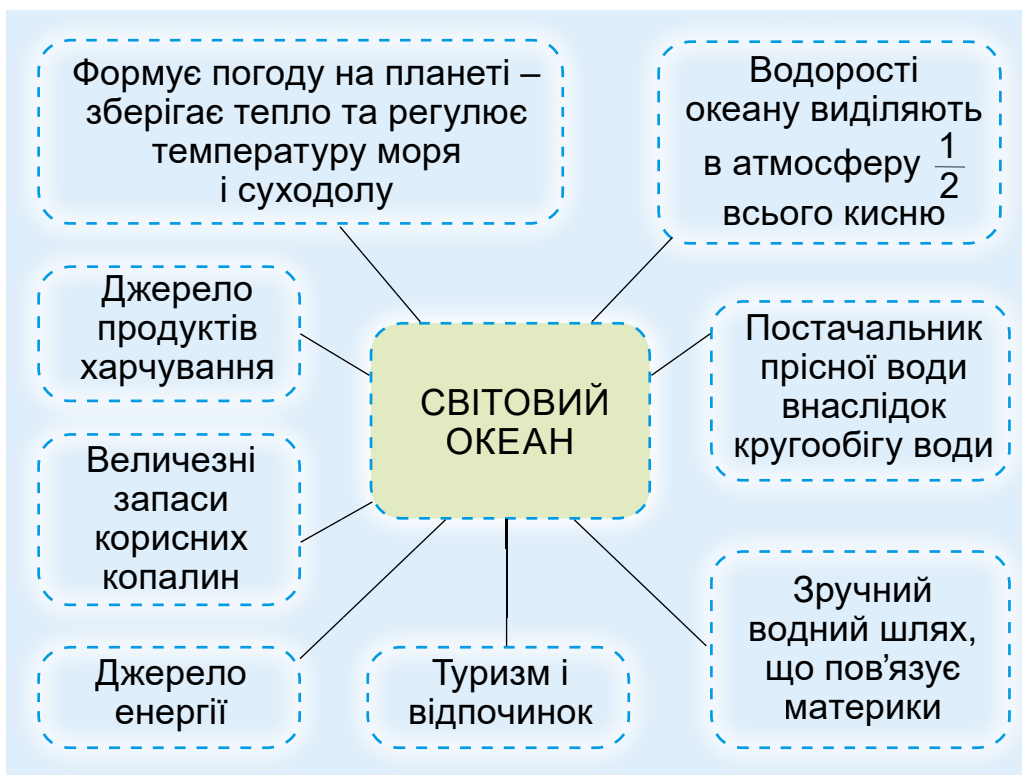 Формує погоду на планеті –
зберігає тепло та регулює
температуру моря
і суходолу
Водорості
океану виділяють
в атмосферу 1/2
всього кисню
Джерело
продуктів
харчування
СВІТОВИЙ
ОКЕАН
Постачальник
прісної води
внаслідок
кругообігу води
Величезні
запаси
корисних
копалин
Джерело
енергії
Туризм і
відпочинок
Зручний
водний шлях,
що пов'язує
материки